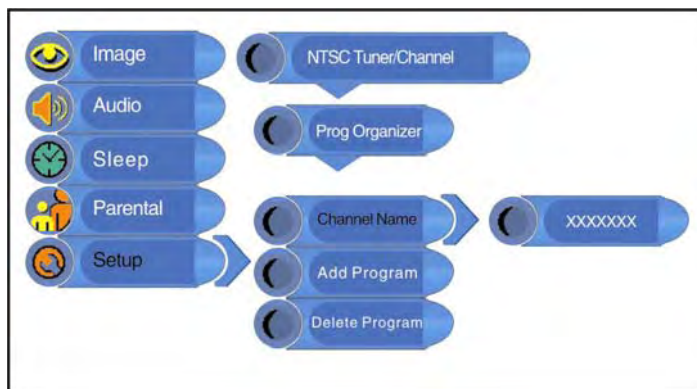 Image
Audio
Sleep
Parental
Setup
NTSC Tuner/Channel
Prog Organizer
Channel Name
XXXXXXX
Add Program
Delete Program